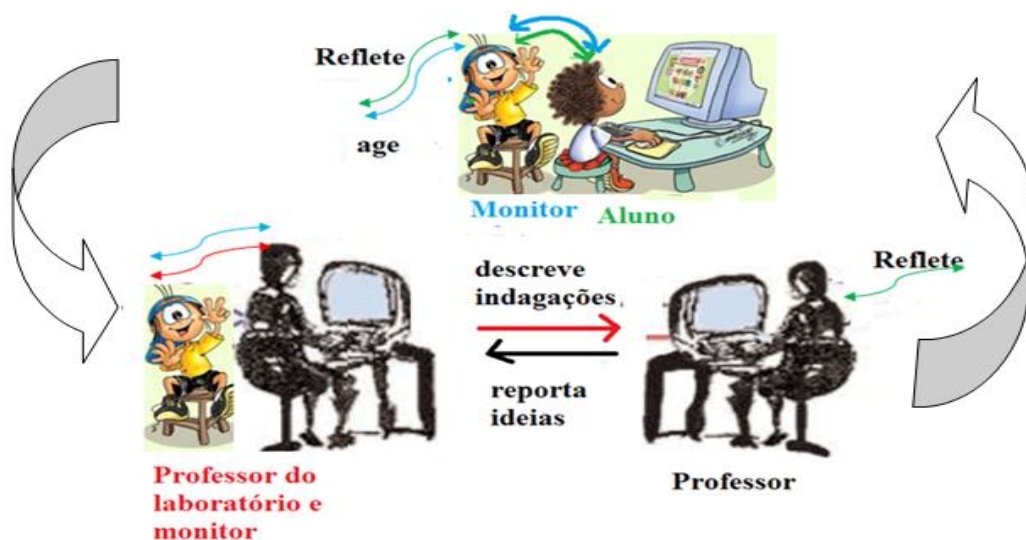 Reflete
age
Monitor Aluno
descreve
indagações
Reflete
reporta
ideias
Professor do
laboratório e
monitor
Professor